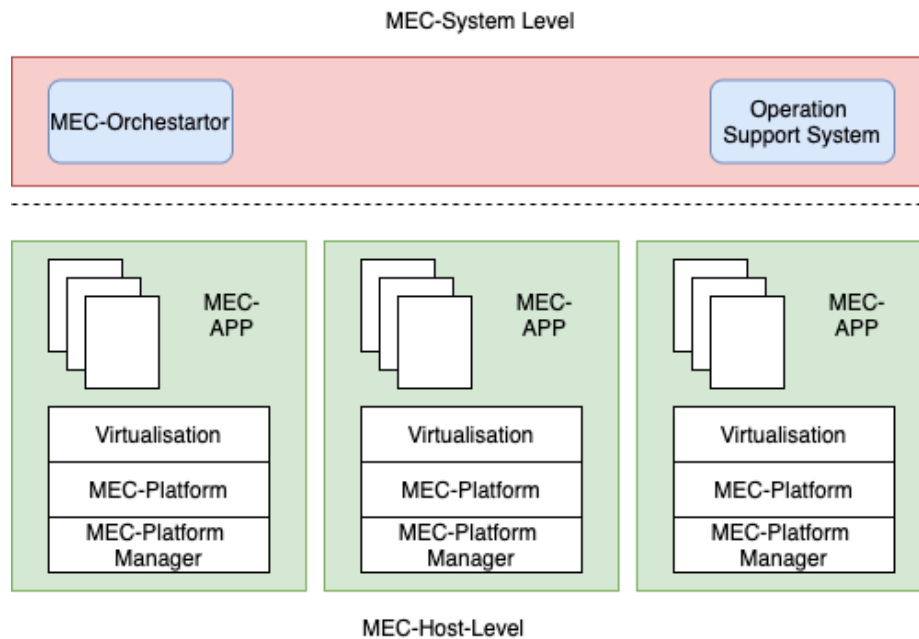 MEC-System Level
MEC-Orchestartor
Operation
Support System
MEC-
APP
Virtualisation
MEC-Platform
MEC-Platform
Manager
MEC-
APP
Virtualisation
MEC-Platform
MEC-Platform
Manager
MEC-
APP
Virtualisation
MEC-Platform
MEC-Platform
Manager
MEC-Host-Level